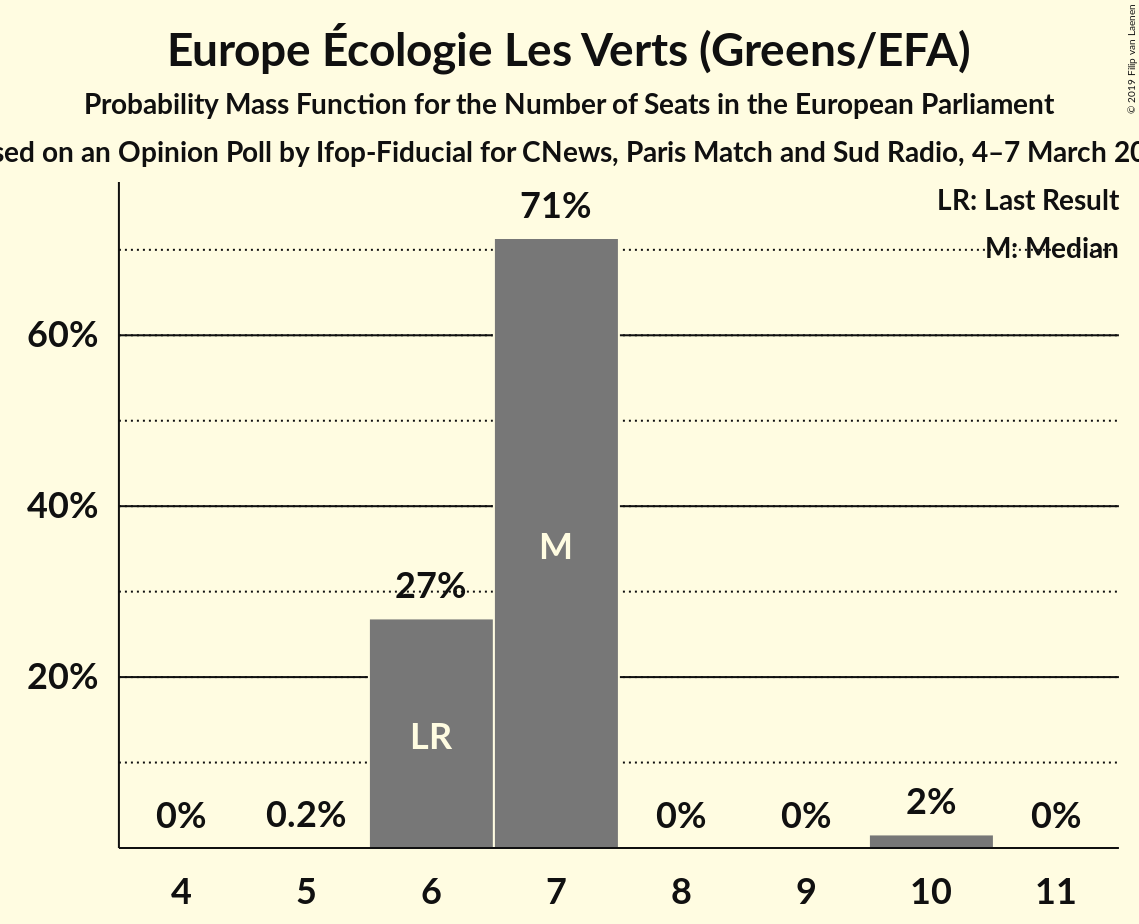 Europe Écologie Les Verts (Greens/EFA)
Probability Mass Function for the Number of Seats in the European Parliament
on an Opinion Poll by Ifop-Fiducial for CNews, Paris Match and Sud Radio, 4–7 March
© 2019 Filip van Laenen
LR: Last Result
M: Median
71%
60%
40%
27%
20%
M
LR
0% 0.2% 0% 0% 2% 0%
4 5 6 7 8 9 10 11